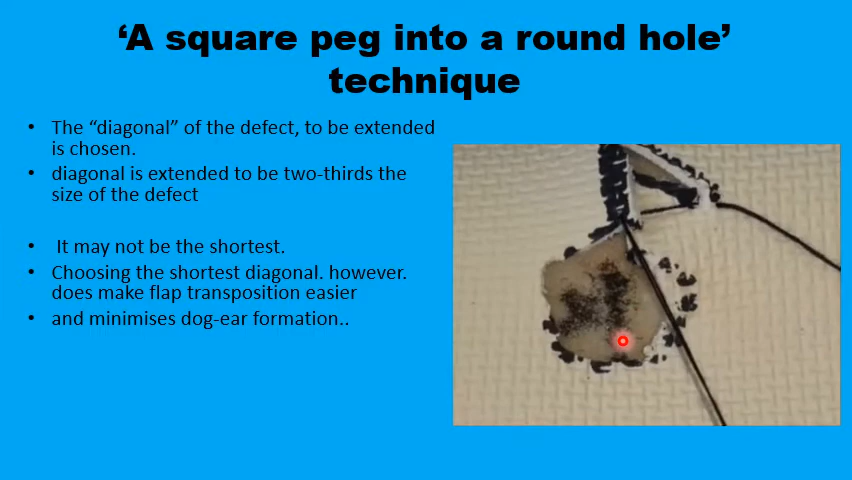 ‘A square peg into a round hole’
technique
• The “diagonal” of the defect, to be extended
is chosen.
• diagonal is extended to be two-thirds the
size of the defect
• It may not be the shortest.
• Choosing the shortest diagonal. however.
does make flap transposition easier
• and minimises dog-ear formation..